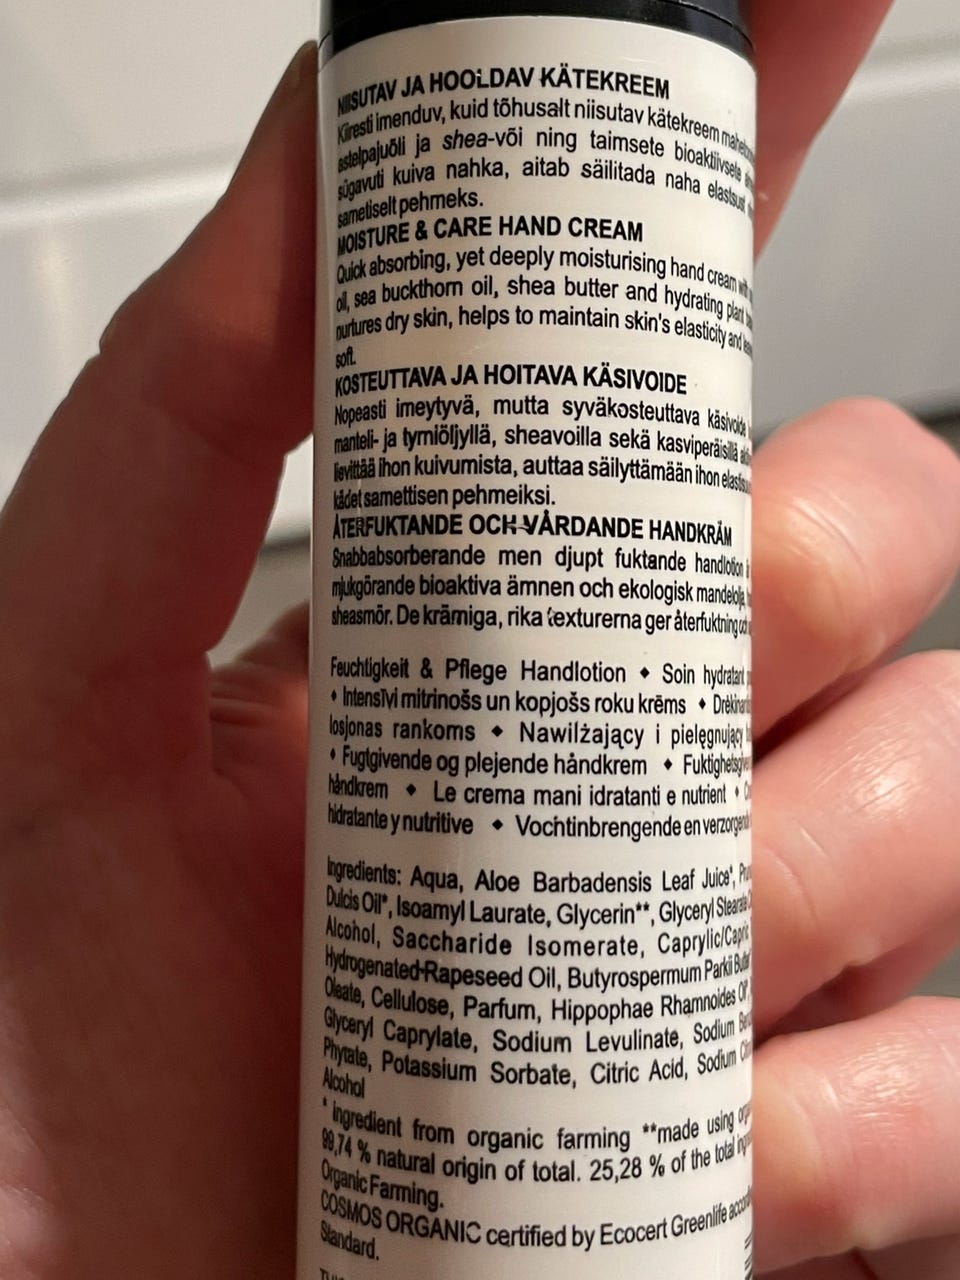 NIISUTAV JA HOOLDAV KÄTEKREEM
Kiiresti imenduv, kuid tõhusalt niisutav kätekreem
astelpajuõli ja shea-või ning taimsete bioaktiivsete
sügavuti kuiva nahka, aitab säilitada naha elastsust
sametiselt pehmeks.
MOISTURE & CARE HAND CREAM
Quick absorbing, yet deeply moisturising hand cream with
oil, sea buckthorn oil, shea butter and hydrating plant
nurtures dry skin, helps to maintain skin's elasticity and
soft.
KOSTEUTTAVA JA HOITAVA KÄSIVOIDE
Nopeasti imeytyvä, mutta syväkosteuttava käsivoide
manteli- ja tyrniöljyllä, sheavoilla sekä kasviperäisillä
lievittää ihon kuivumista, auttaa säilyttämään ihon
kädet samettisen pehmeiksi.
ÅTERFUKTANDE OCH VÅRDANDE HANDKRÄM
Snabbabsorberande men djupt fuktande handlotion
mjukgörande bioaktiva ämnen och ekologisk mandelolja,
sheasmör. De krämiga, rika texturerna ger återfuktning och
Feuchtigkeit & Pflege Handlotion ♦ Soin hydratant
♦ Intensīvi mitrinošs un kopjošs roku krēms ♦
losjonas rankoms ♦ Nawilżający i pielęgnujący
♦ Fugtgivende og plejende håndkrem ♦
håndkrem ♦ Le crema mani idratanti e nutrient ♦
hidratante y nutritive ♦ Vochtinbrengende en
Ingredients: Aqua, Aloe Barbadensis Leaf Juice*,
Dulcis Oil*, Isoamyl Laurate, Glycerin**, Glyceryl Stearate
Alcohol, Saccharide Isomerate, Caprylic/Capric
Hydrogenated Rapeseed Oil, Butyrospermum Parkii Butter
Oleate, Cellulose, Parfum, Hippophae Rhamnoides Oil*,
Glyceryl Caprylate, Sodium Levulinate, Sodium
Phytate, Potassium Sorbate, Citric Acid, Sodium
Alcohol
* ingredient from organic farming **made using
99,74 % natural origin of total. 25,28 % of the total
Organic Farming.
COSMOS ORGANIC certified by Ecocert Greenlife
Standard.